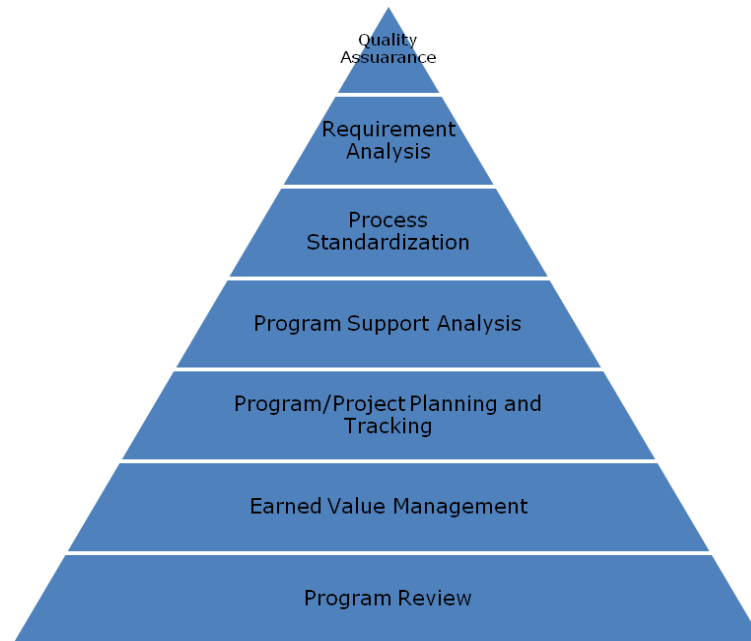 Quality
Assuarance
Requirement
Analysis
Process
Standardization
Program Support Analysis
Program/Project Planning and
Tracking
Earned Value Management
Program Review